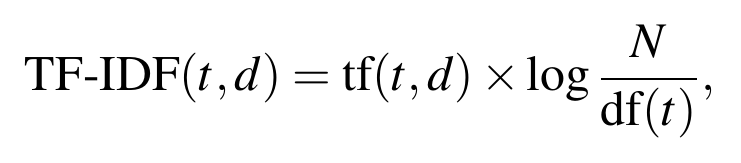 TF-IDF(t,d) = tf(t,d) × log N/df(t),